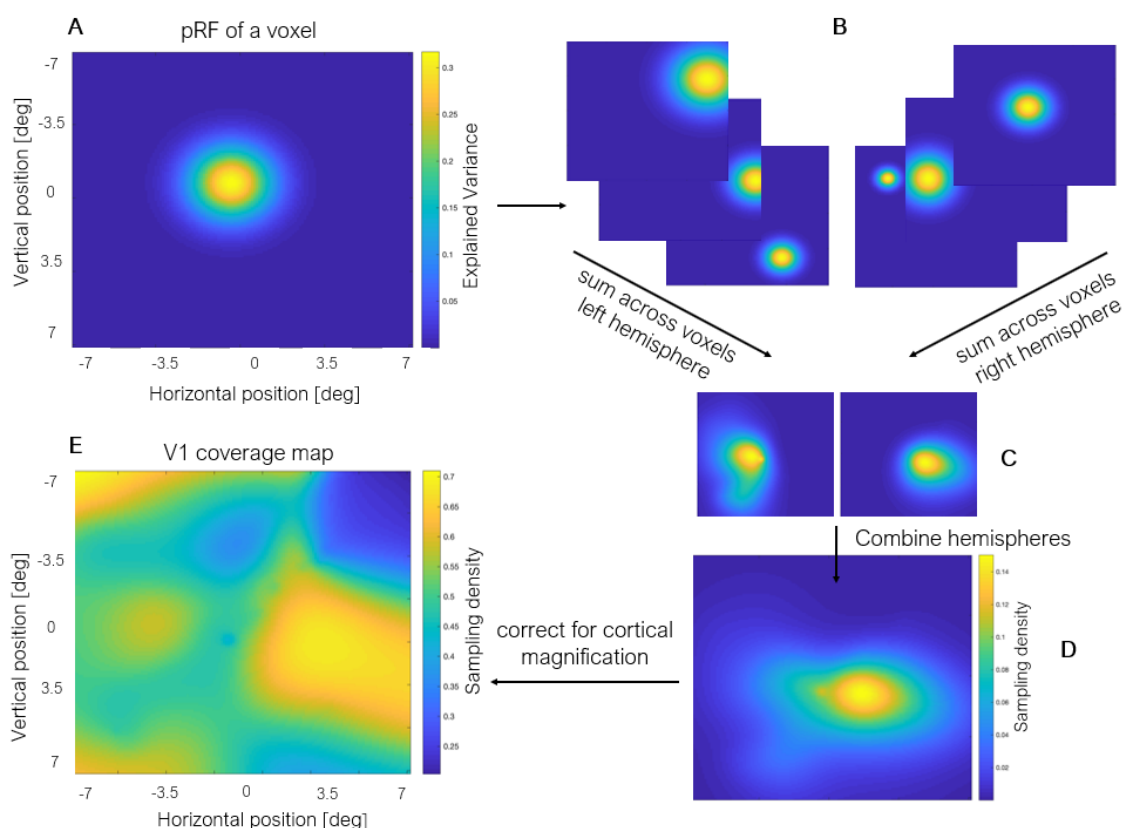 A
pRF of a voxel
-7
-3.5
0
3.5
7
Vertical position [deg]
-7
-3.5
0
3.5
7
Horizontal position [deg]
0.3
0.25
0.2
0.15
0.1
0.05
Explained Variance
B
sum across voxels
left hemisphere
sum across voxels
right hemisphere
C
Combine hemispheres
D
0.14
0.12
0.1
0.08
0.06
0.04
0.02
Sampling density
correct for cortical
magnification
E
V1 coverage map
-7
-3.5
0
3.5
7
Vertical position [deg]
-7
-3.5
0
3.5
7
Horizontal position [deg]
0.7
0.65
0.6
0.55
0.5
0.45
0.4
0.35
0.3
0.25
Sampling density